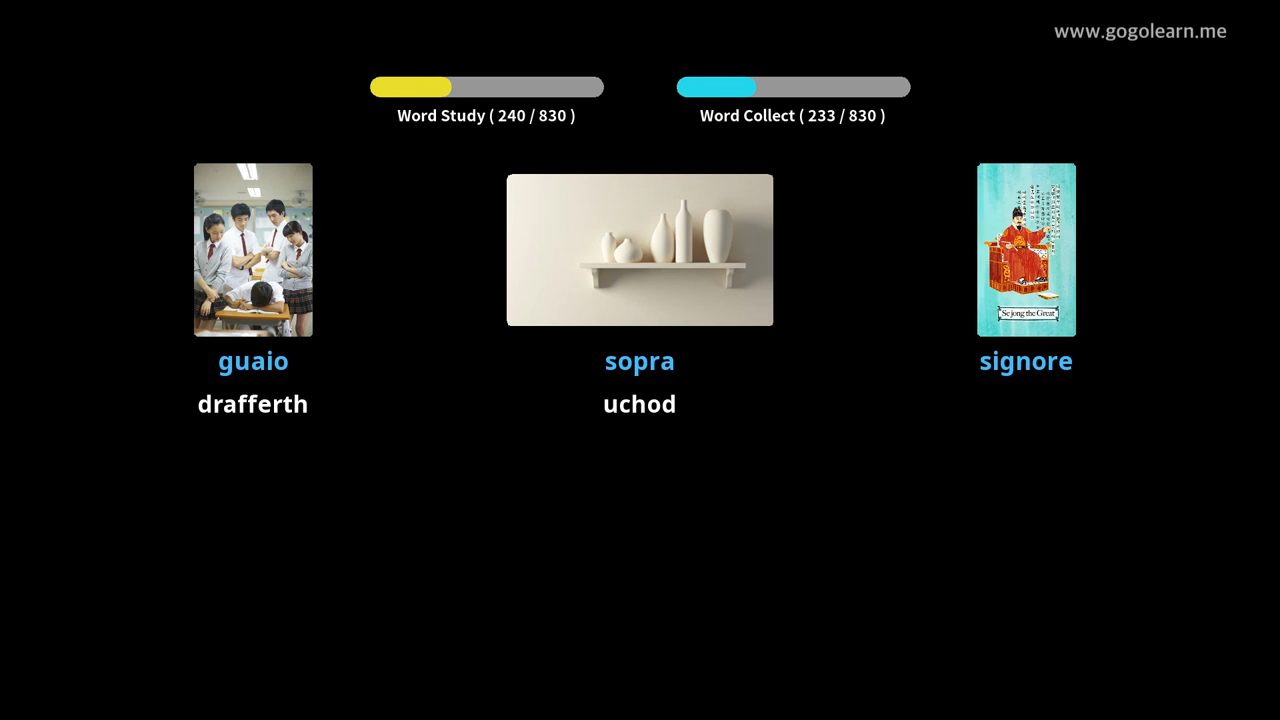 www.gogolearn.me
Word Study ( 240 / 830 )
Word Collect ( 233 / 830 )
Se jong the Great
guaio
sopra
signore
drafferth
uchod